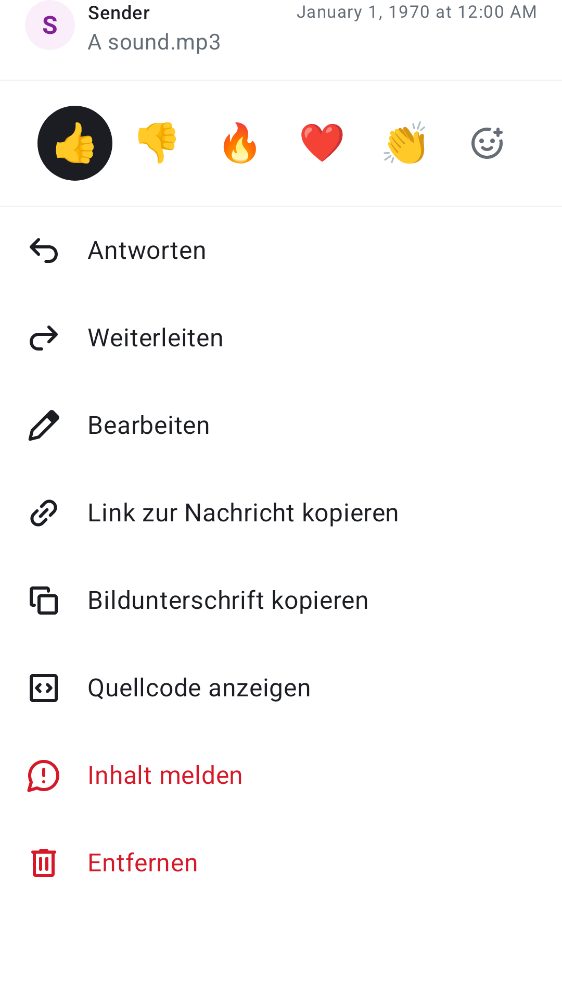 S
Sender
January 1, 1970 at 12:00 AM
A sound.mp3
Antworten
Weiterleiten
Bearbeiten
Link zur Nachricht kopieren
Bildunterschrift kopieren
Quellcode anzeigen
Inhalt melden
Entfernen